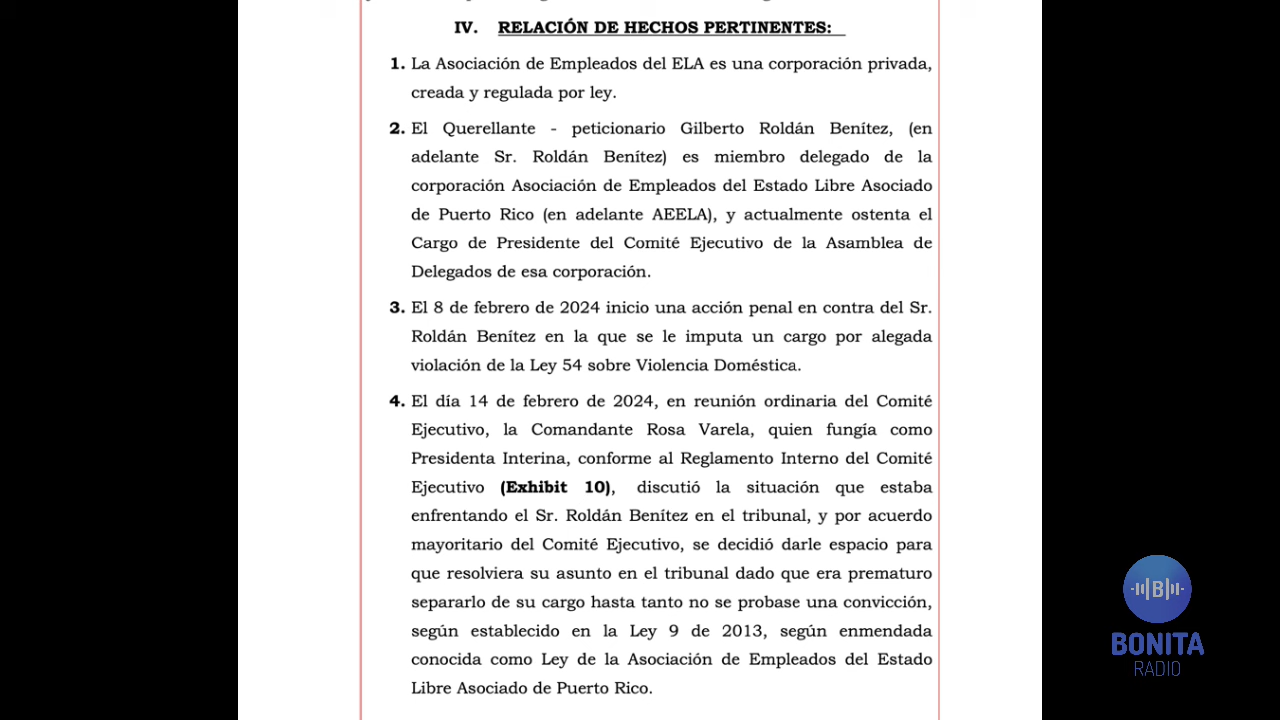 IV. RELACIÓN DE HECHOS PERTINENTES:
1. La Asociación de Empleados del ELA es una corporación privada,
creada y regulada por ley.
2. El Querellante - peticionario Gilberto Roldán Benítez, (en
adelante Sr. Roldán Benítez) es miembro delegado de la
corporación Asociación de Empleados del Estado Libre Asociado
de Puerto Rico (en adelante AEELA), y actualmente ostenta el
Cargo de Presidente del Comité Ejecutivo de la Asamblea de
Delegados de esa corporación.
3. El 8 de febrero de 2024 inicio una acción penal en contra del Sr.
Roldán Benítez en la que se le imputa un cargo por alegada
violación de la Ley 54 sobre Violencia Doméstica.
4. El día 14 de febrero de 2024, en reunión ordinaria del Comité
Ejecutivo, la Comandante Rosa Varela, quien fungía como
Presidenta Interina, conforme al Reglamento Interno del Comité
Ejecutivo (Exhibit 10), discutió la situación que estaba
enfrentando el Sr. Roldán Benítez en el tribunal, y por acuerdo
mayoritario del Comité Ejecutivo, se decidió darle espacio para
que resolviera su asunto en el tribunal dado que era prematuro
separarlo de su cargo hasta tanto no se probase una convicción,
según establecido en la Ley 9 de 2013, según enmendada
conocida como Ley de la Asociación de Empleados del Estado
Libre Asociado de Puerto Rico.
B
BONITA
RADIO